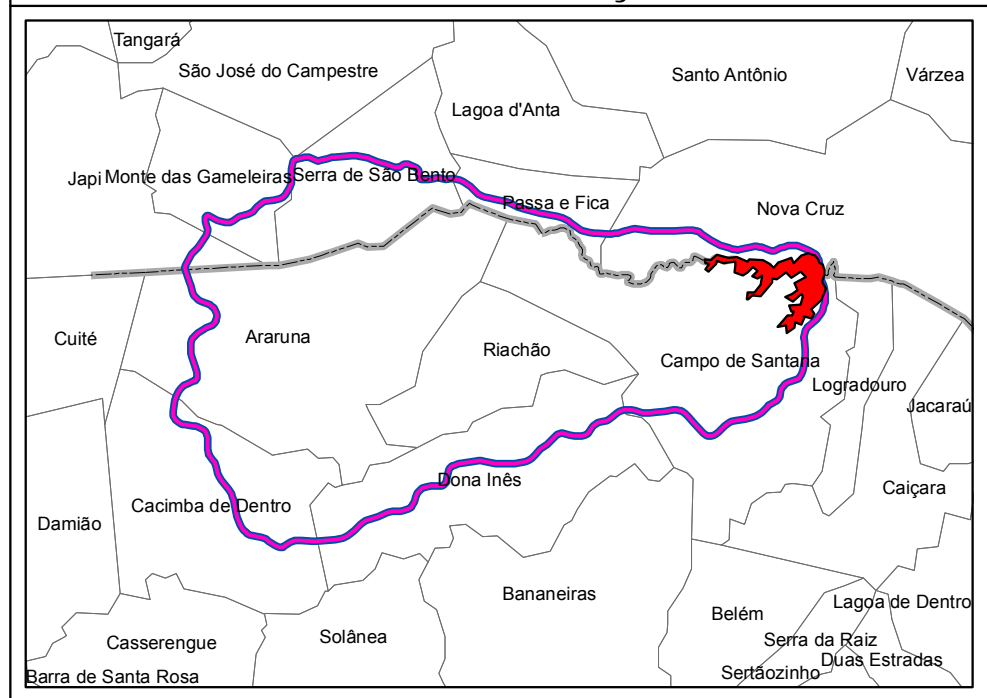 Tangará
São José do Campestre
Santo Antônio
Várzea
Lagoa d'Anta
Japi
Monte das Gameleiras
Serra de São Bento
Passa e Fica
Nova Cruz
Cuité
Araruna
Riachão
Campo de Santana
Logradouro
Jacaraú
Dona Inês
Caiçara
Cacimba de Dentro
Damião
Bananeiras
Lagoa de Dentro
Belém
Casserengue
Solânea
Serra da Raiz
Duas Estradas
Sertãozinho
Barra de Santa Rosa